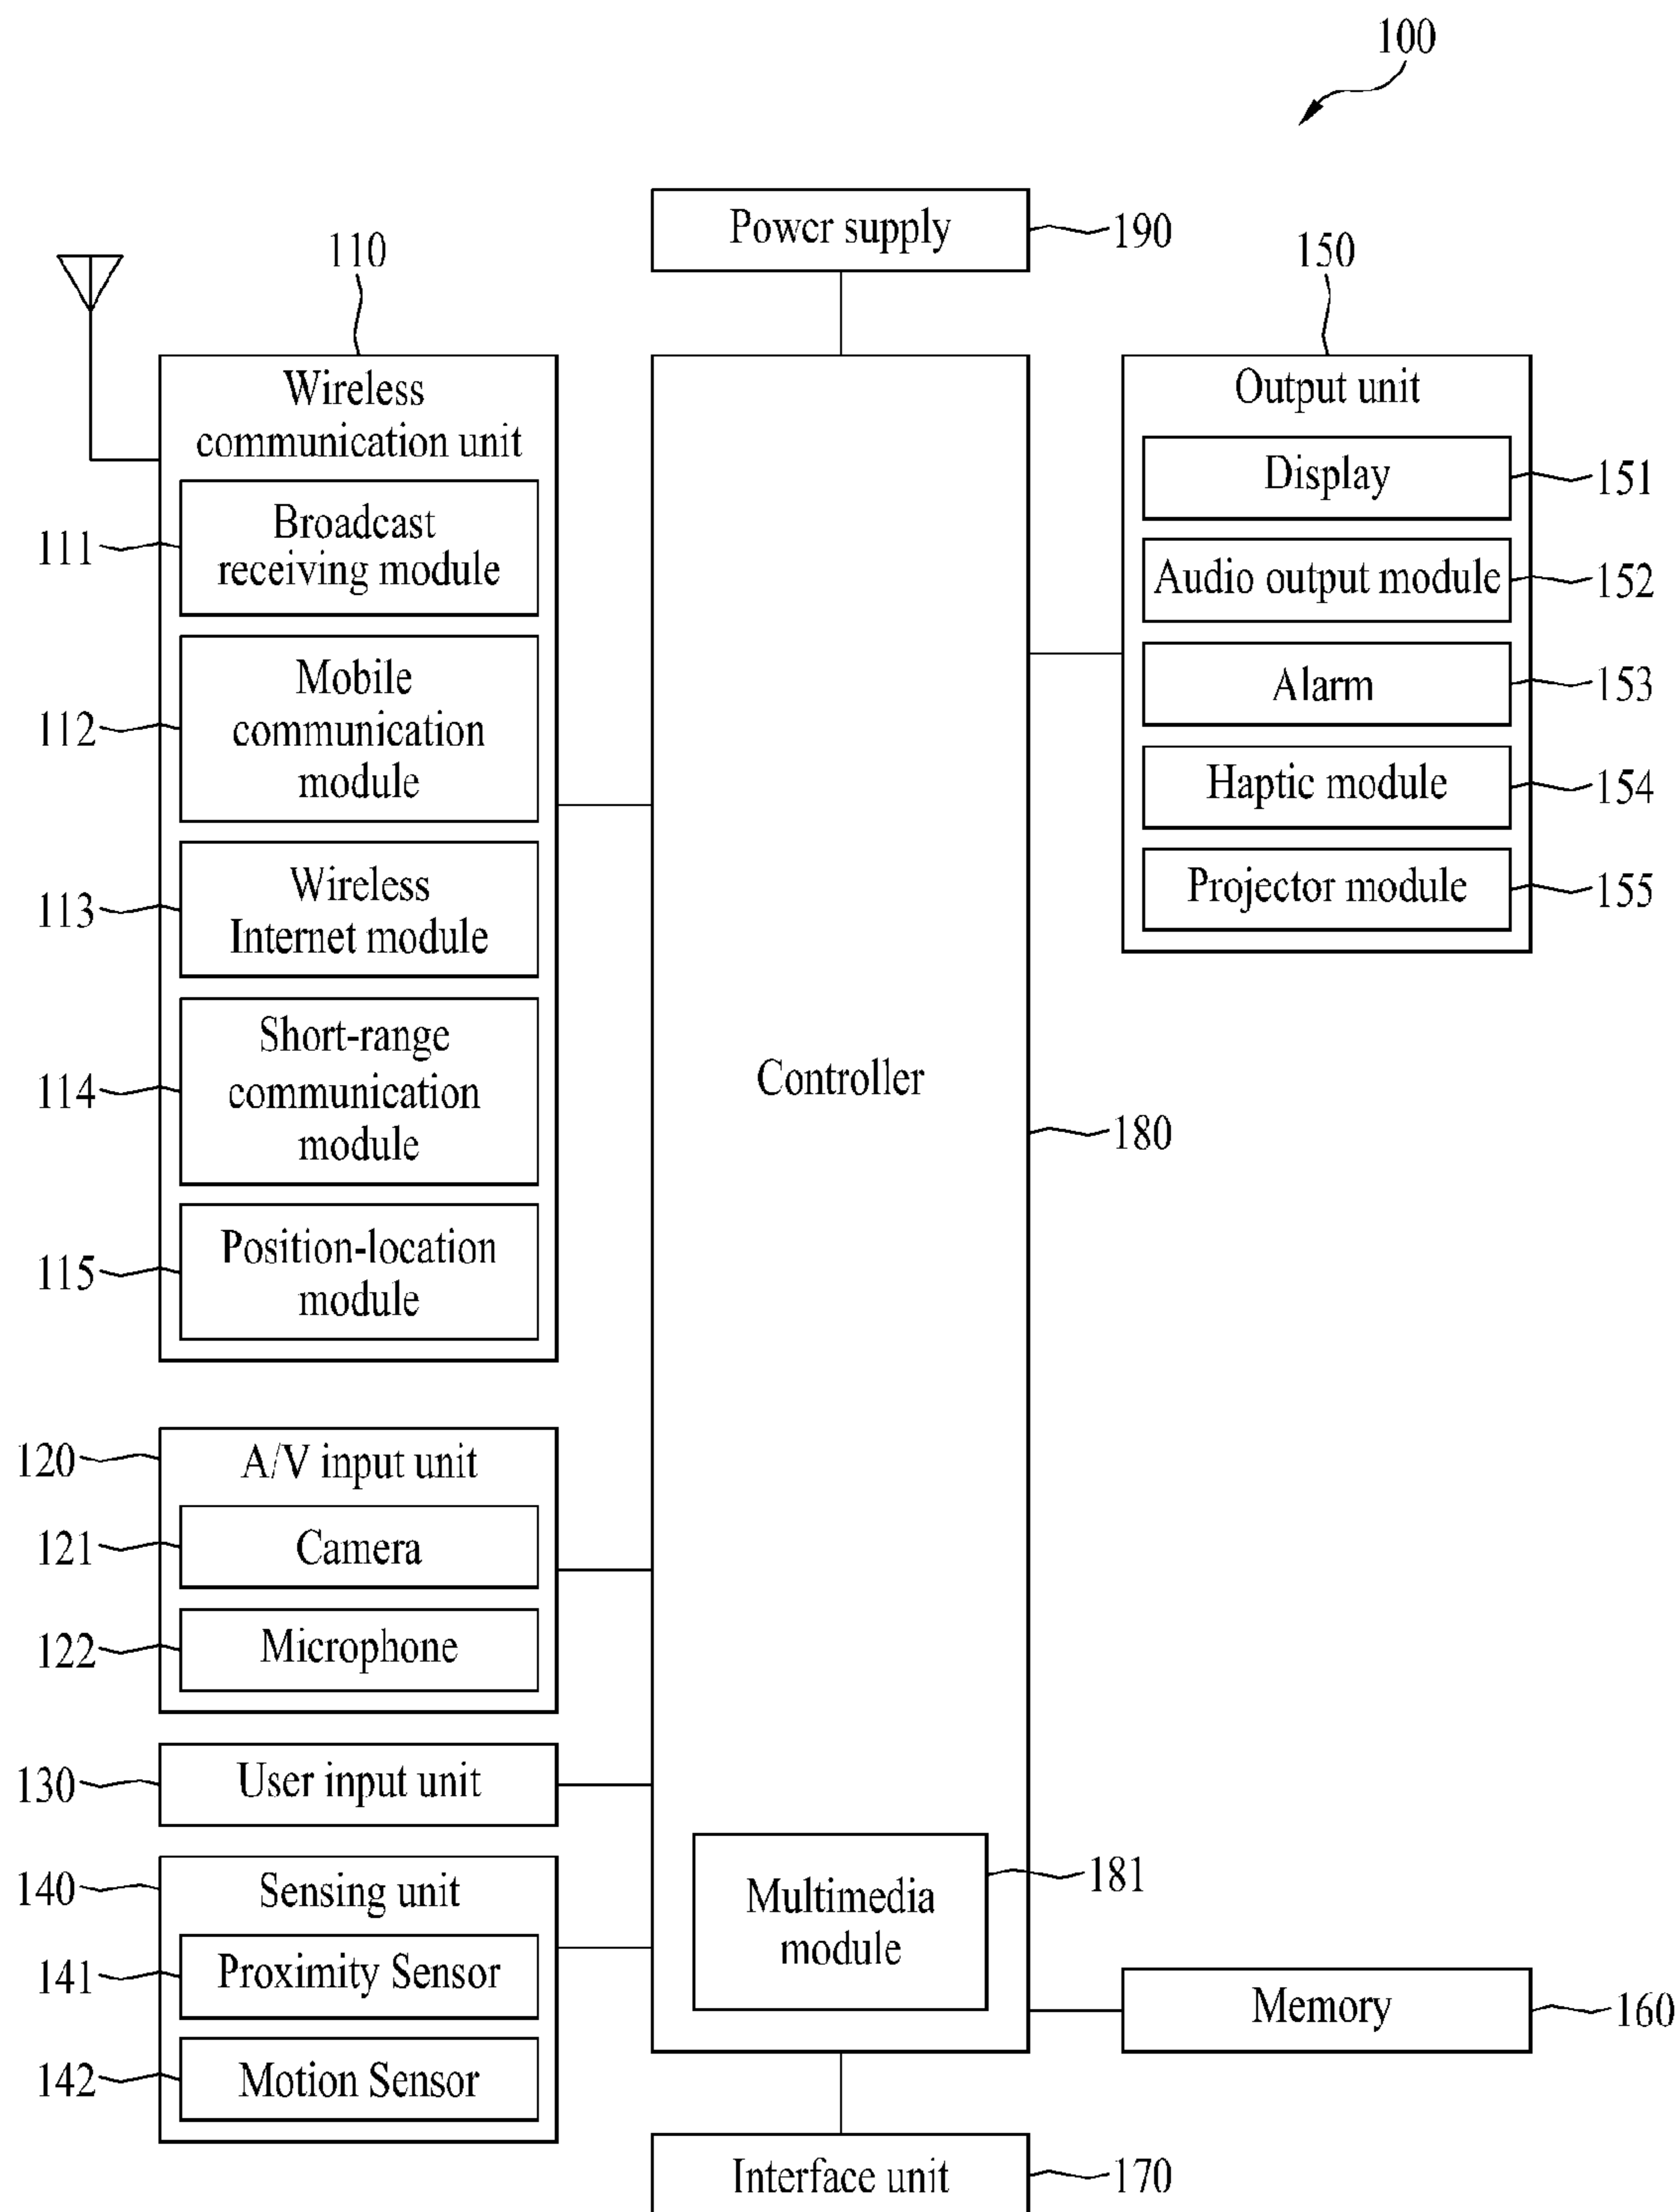 100
Power supply
190
110
150
Wireless
communication unit
Broadcast
receiving module
111
Mobile
communication
module
112
Wireless
Internet module
113
Short-range
communication
module
114
Position-location
module
115
Output unit
Display
151
Audio output module
152
Alarm
153
Haptic module
154
Projector module
155
Controller
180
120
A/V input unit
121
Camera
122
Microphone
130
User input unit
140
Sensing unit
141
Proximity Sensor
142
Motion Sensor
Multimedia
module
181
Memory
160
Interface unit
170